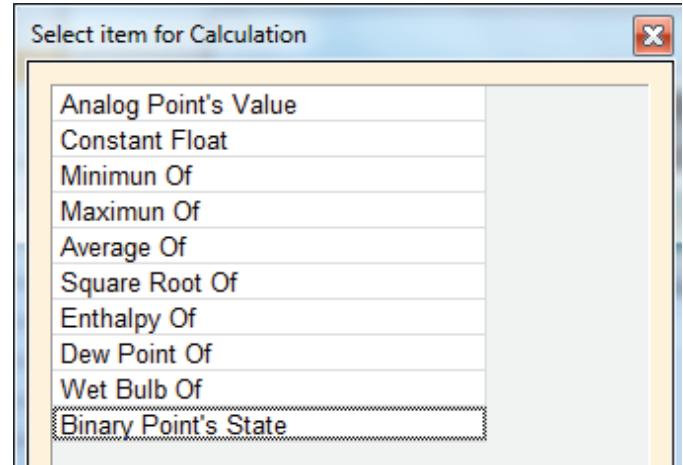 Select item for Calculation
Analog Point's Value
Constant Float
Minimun Of
Maximun Of
Average Of
Square Root Of
Enthalpy Of
Dew Point Of
Wet Bulb Of
Binary Point's State